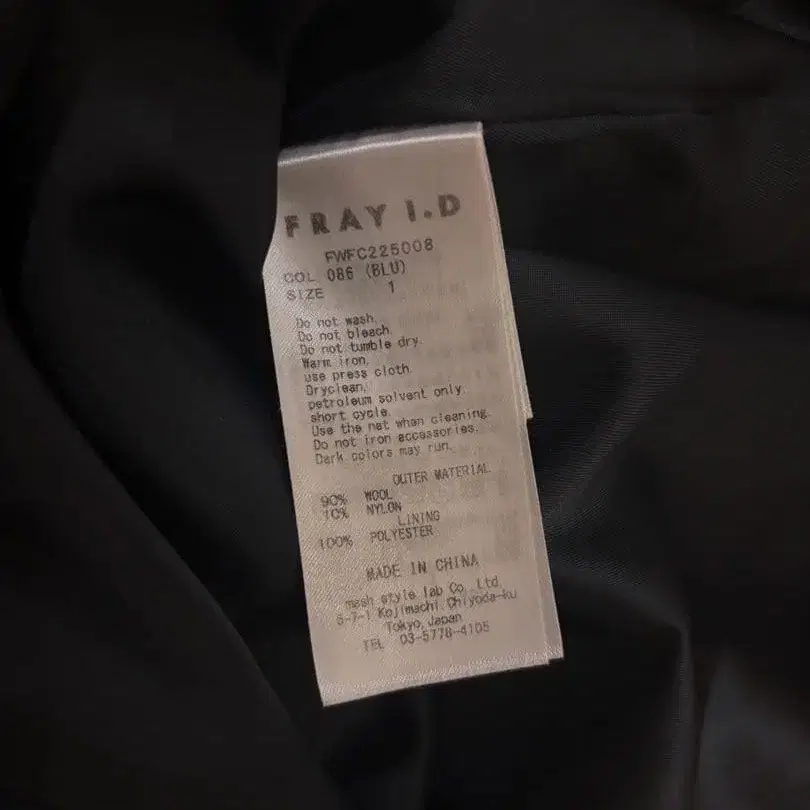 FRAY I.D
FWFC225008
COL 086 (BLU)
SIZE 1
Do not wash.
Do not bleach.
Do not tumble dry.
Warm iron,
use press cloth.
Dryclean,
petroleum solvent only.
short cycle.
Use the net when cleaning.
Do not iron accessories.
Dark colors may run.
OUTER MATERIAL
90% WOOL
10% NYLON
LINING
100% POLYESTER
MADE IN CHINA
mash style lab Co.,Ltd.
6-7-1 Kojimachi,Chiyoda-ku
Tokyo,Japan
TEL 03-5778-4105